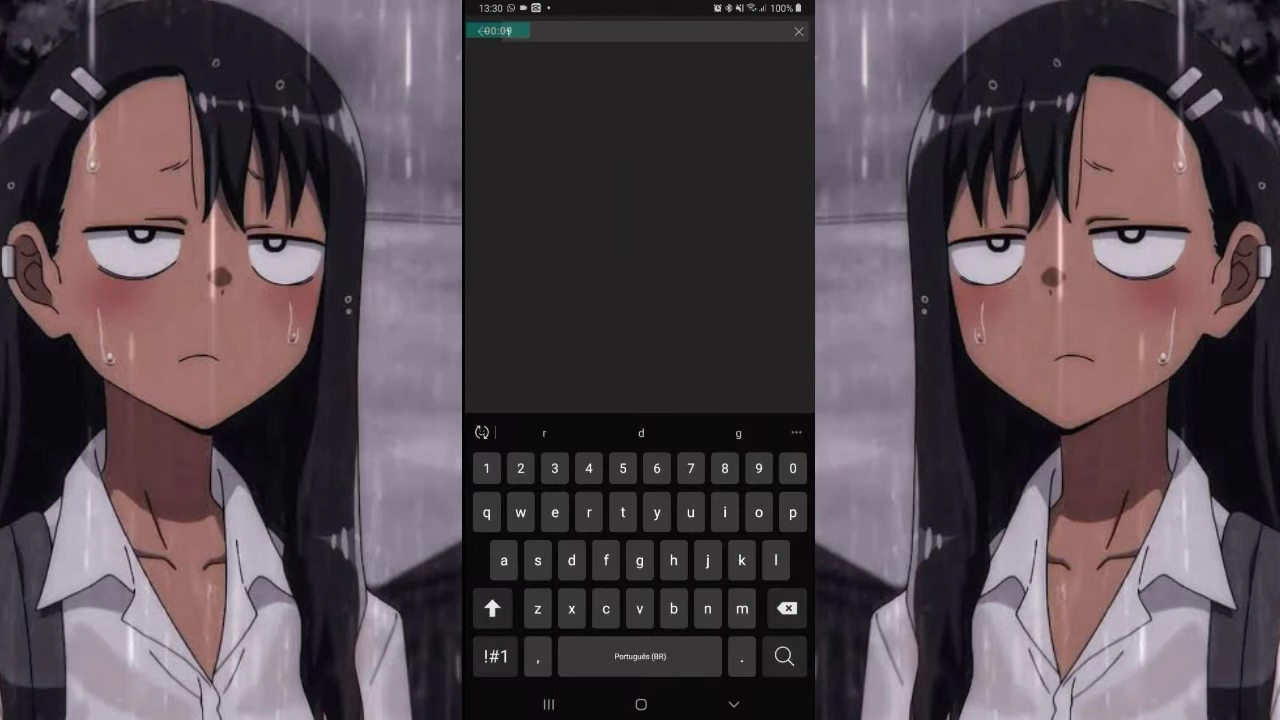 13:30 100%
00:09
r d g
1 2 3 4 5 6 7 8 9 0
q w e r t y u i o p
a s d f g h j k l
z x c v b n m
!#1 , Português (BR) .